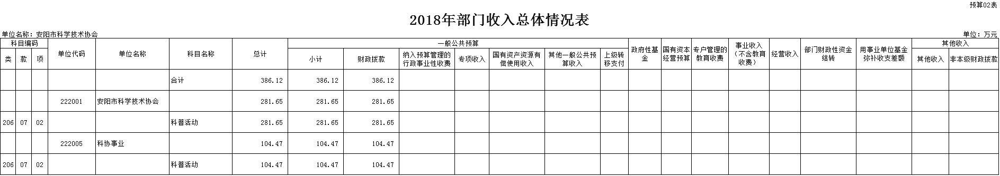 预算02表
2018年部门收入总体情况表
单位名称：安阳市科学技术协会 单位：万元
科目编码 单位代码 单位名称 科目名称 总计 一般公共预算 政府性基金 国有资本经营预算 专户管理的教育收费 事业收入（不含教育收费） 经营收入 部门财政性资金结转 用事业单位基金弥补收支差额 其他收入
类 款 项 小计 财政拨款 纳入预算管理的行政事业性收费 专项收入 国有资产资源有偿使用收入 其他一般公共预算收入 上级转移支付 其他收入 非本级财政拨款
合计 386.12 386.12 386.12
222001 安阳市科学技术协会 281.65 281.65 281.65
206 07 02 科普活动 281.65 281.65 281.65
222005 科协事业 104.47 104.47 104.47
206 07 02 科普活动 104.47 104.47 104.47